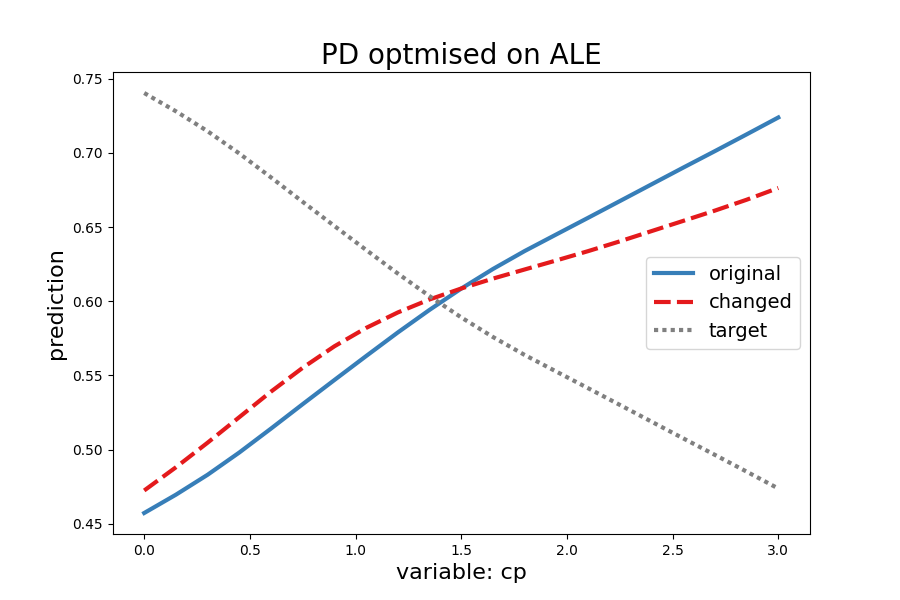 PD optmised on ALE
0.75
0.70
0.65
0.60
0.55
0.50
0.45
prediction
original
changed
target
0.0 0.5 1.0 1.5 2.0 2.5 3.0
variable: cp